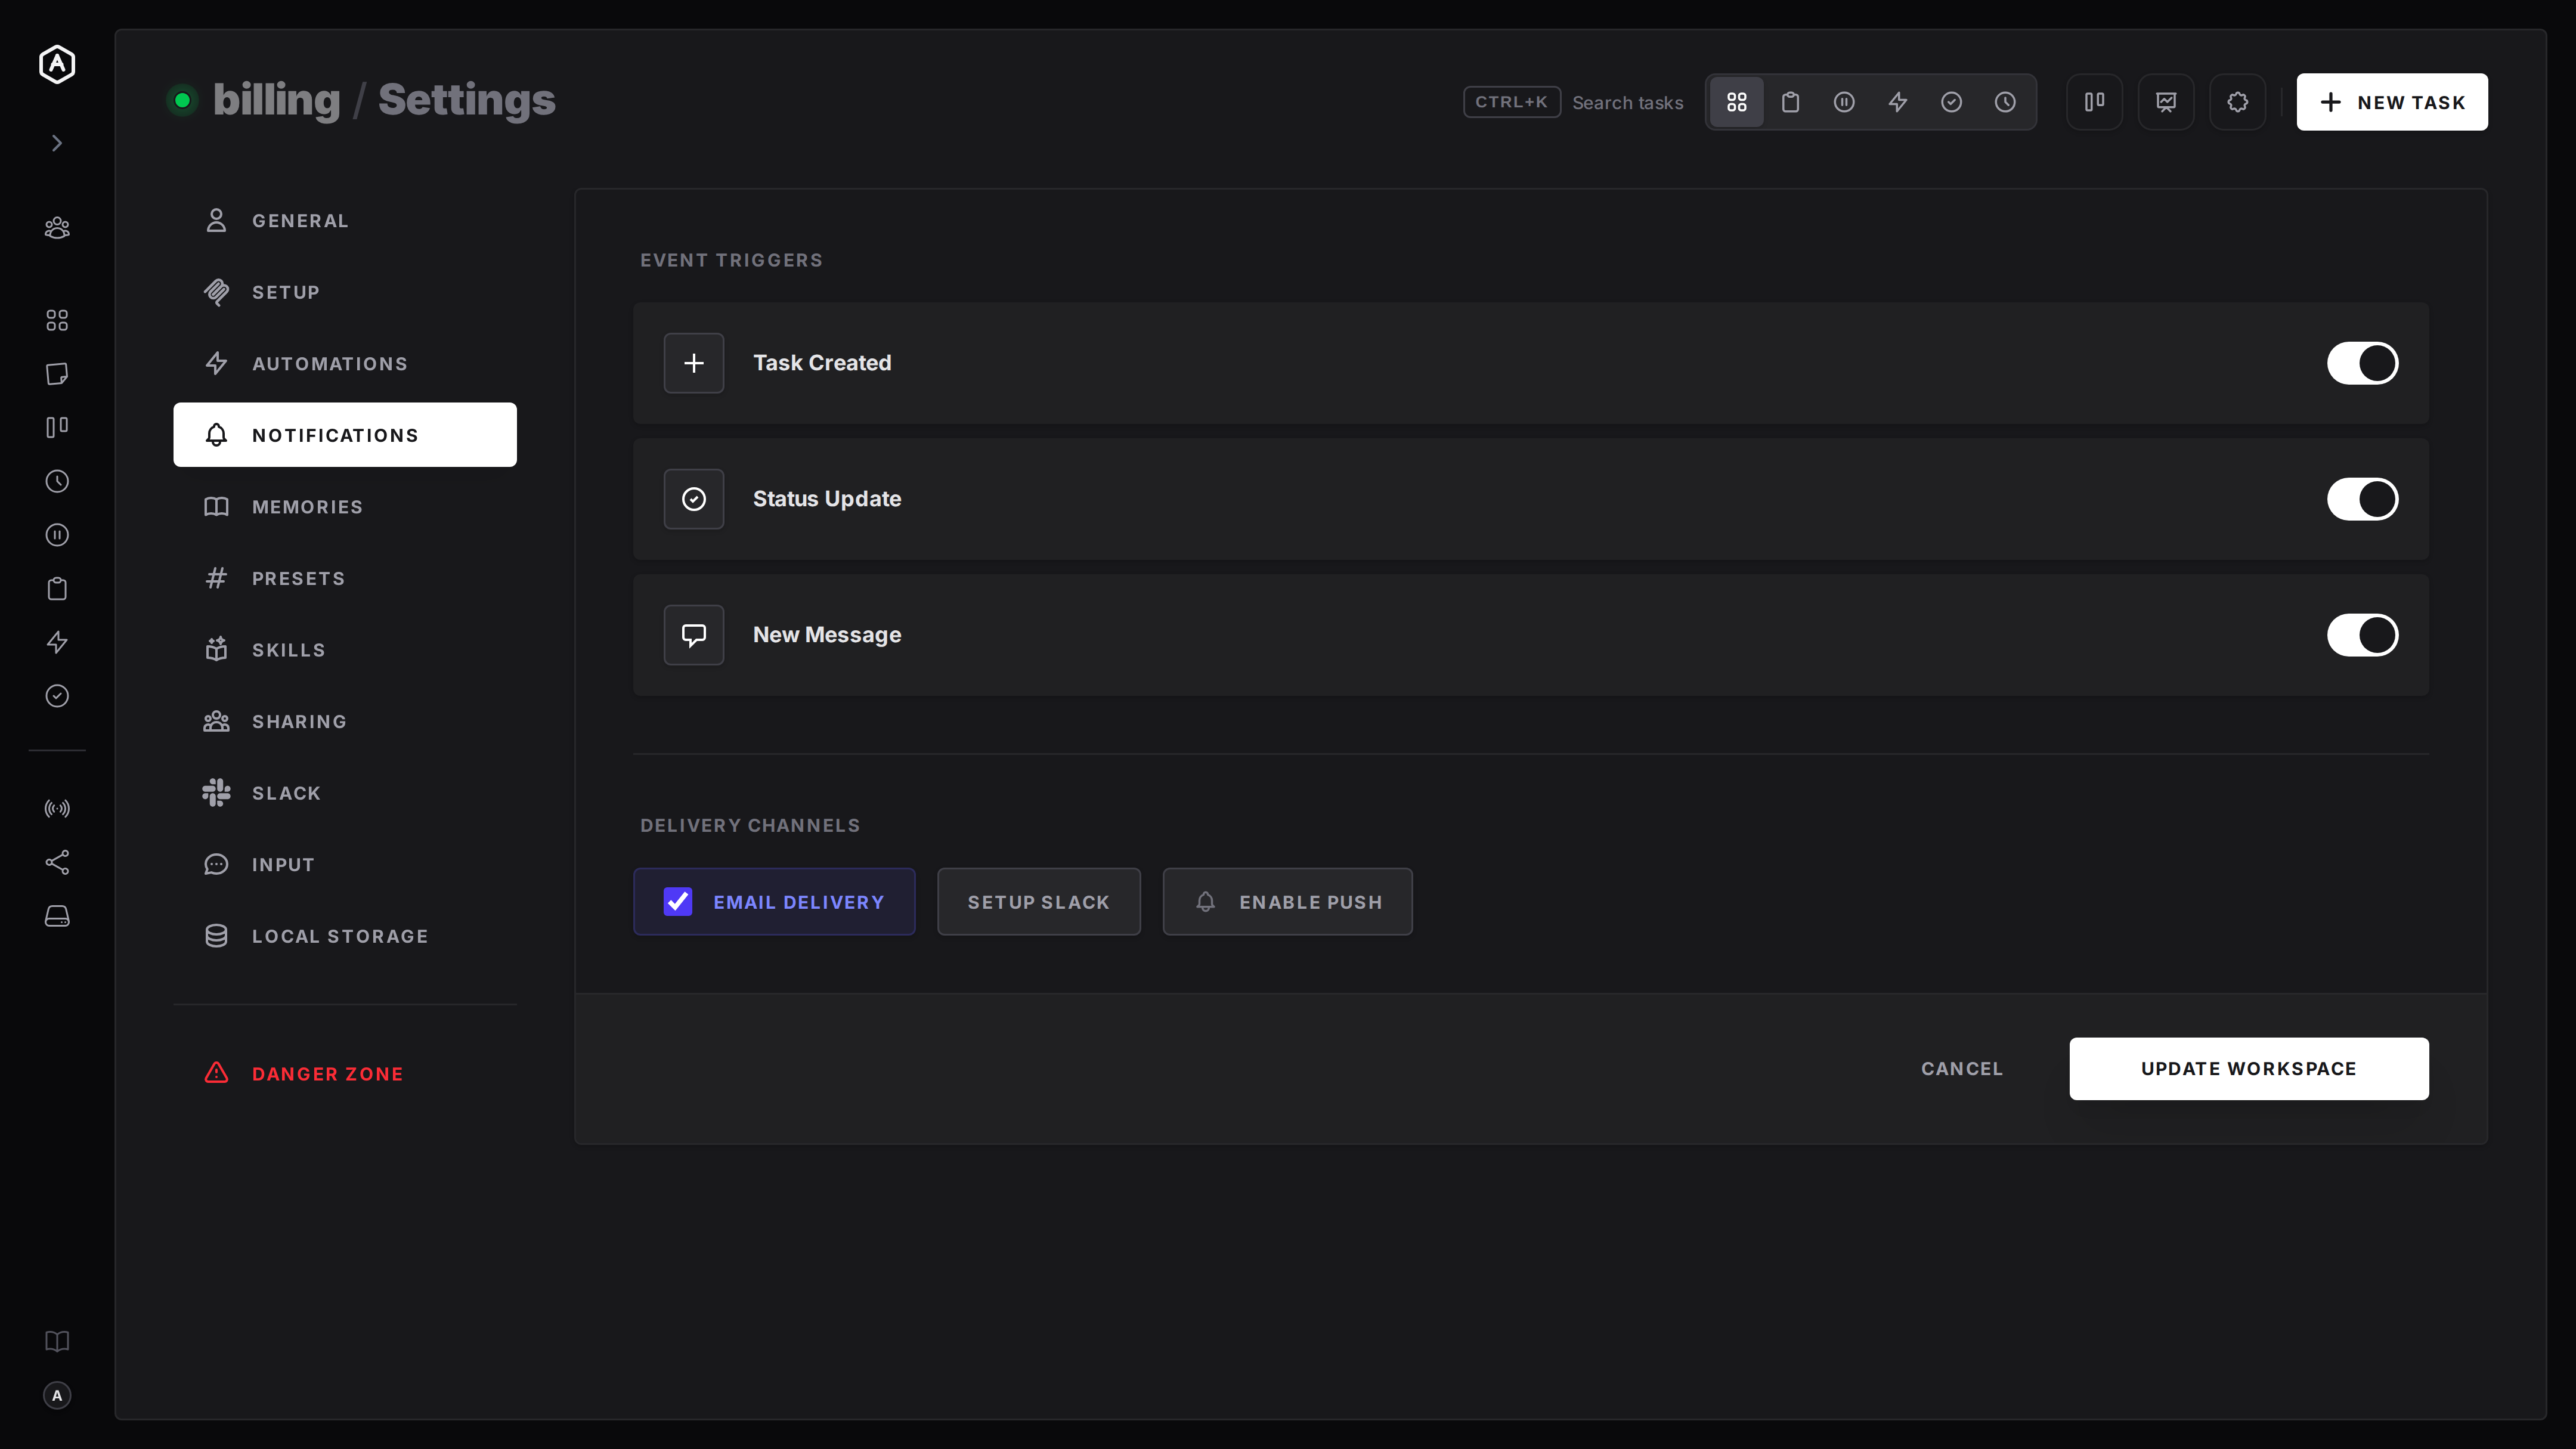 billing / Settings
CTRL+K Search tasks
NEW TASK
GENERAL
SETUP
AUTOMATIONS
NOTIFICATIONS
MEMORIES
PRESETS
SKILLS
SHARING
SLACK
INPUT
LOCAL STORAGE
DANGER ZONE
EVENT TRIGGERS
Task Created
Status Update
New Message
DELIVERY CHANNELS
EMAIL DELIVERY
SETUP SLACK
ENABLE PUSH
CANCEL
UPDATE WORKSPACE
A